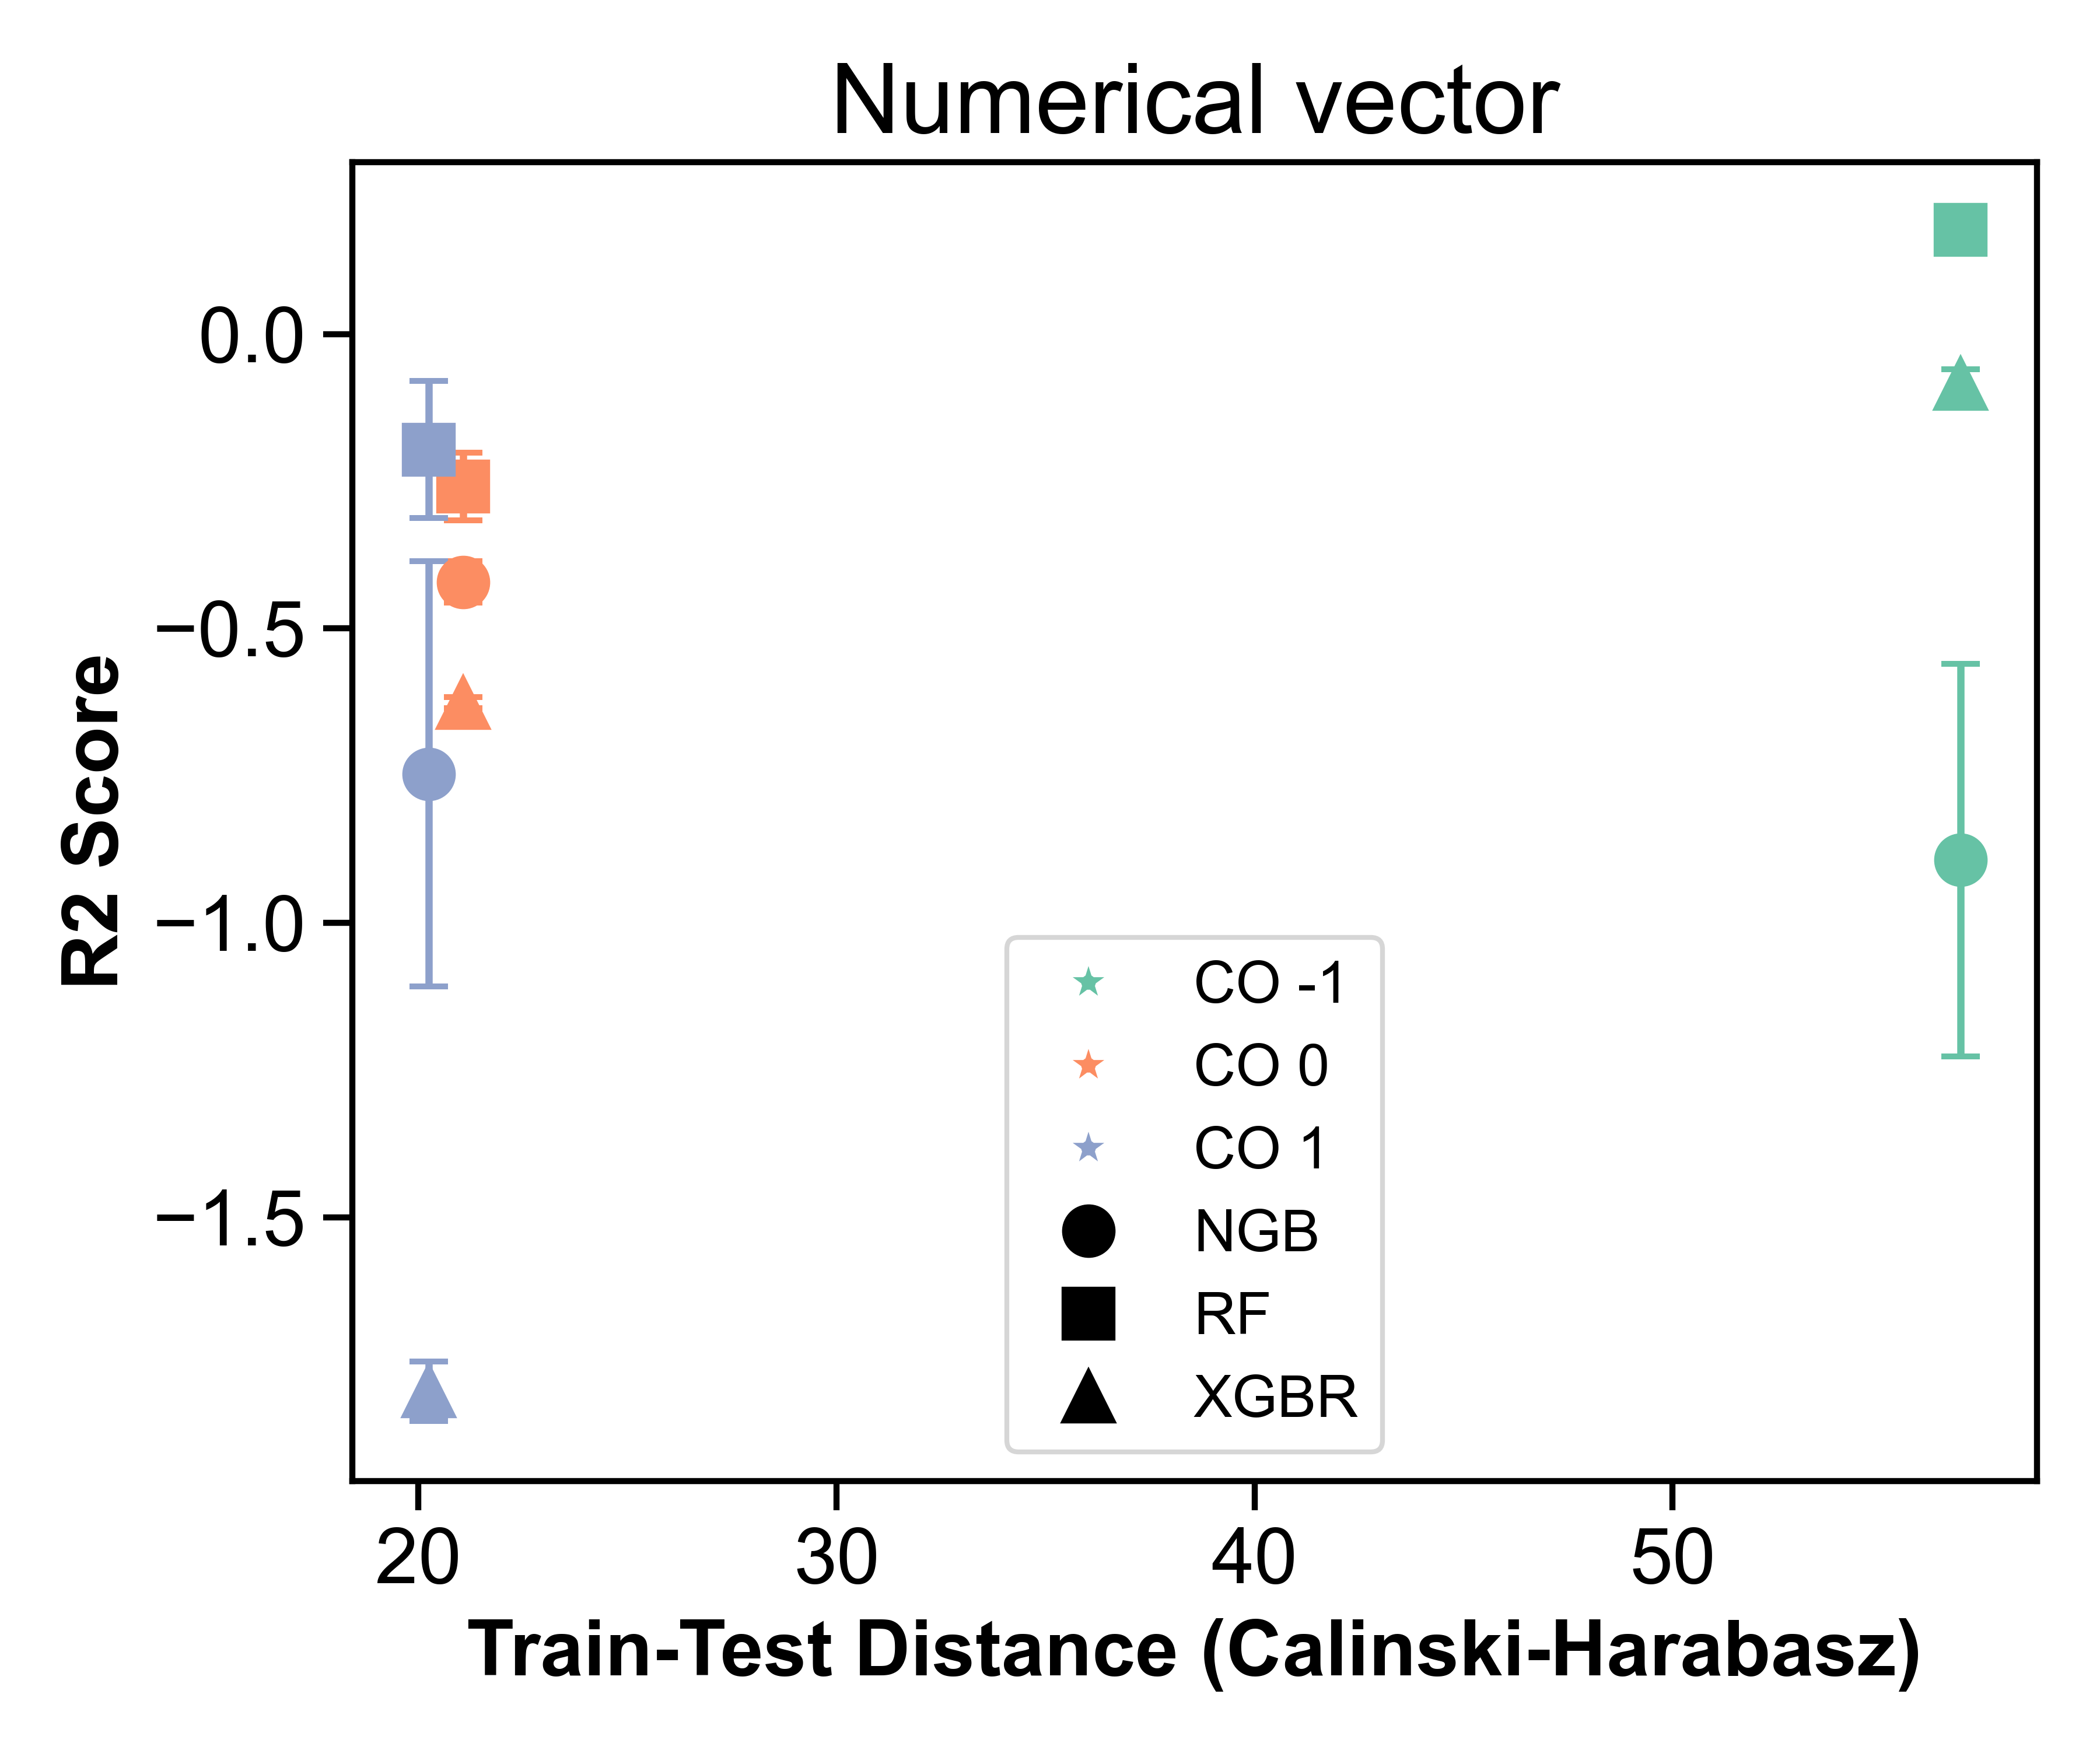 Numerical vector
R2 Score
0.0
−0.5
−1.0
−1.5
CO -1
CO 0
CO 1
NGB
RF
XGBR
20 30 40 50
Train-Test Distance (Calinski-Harabasz)